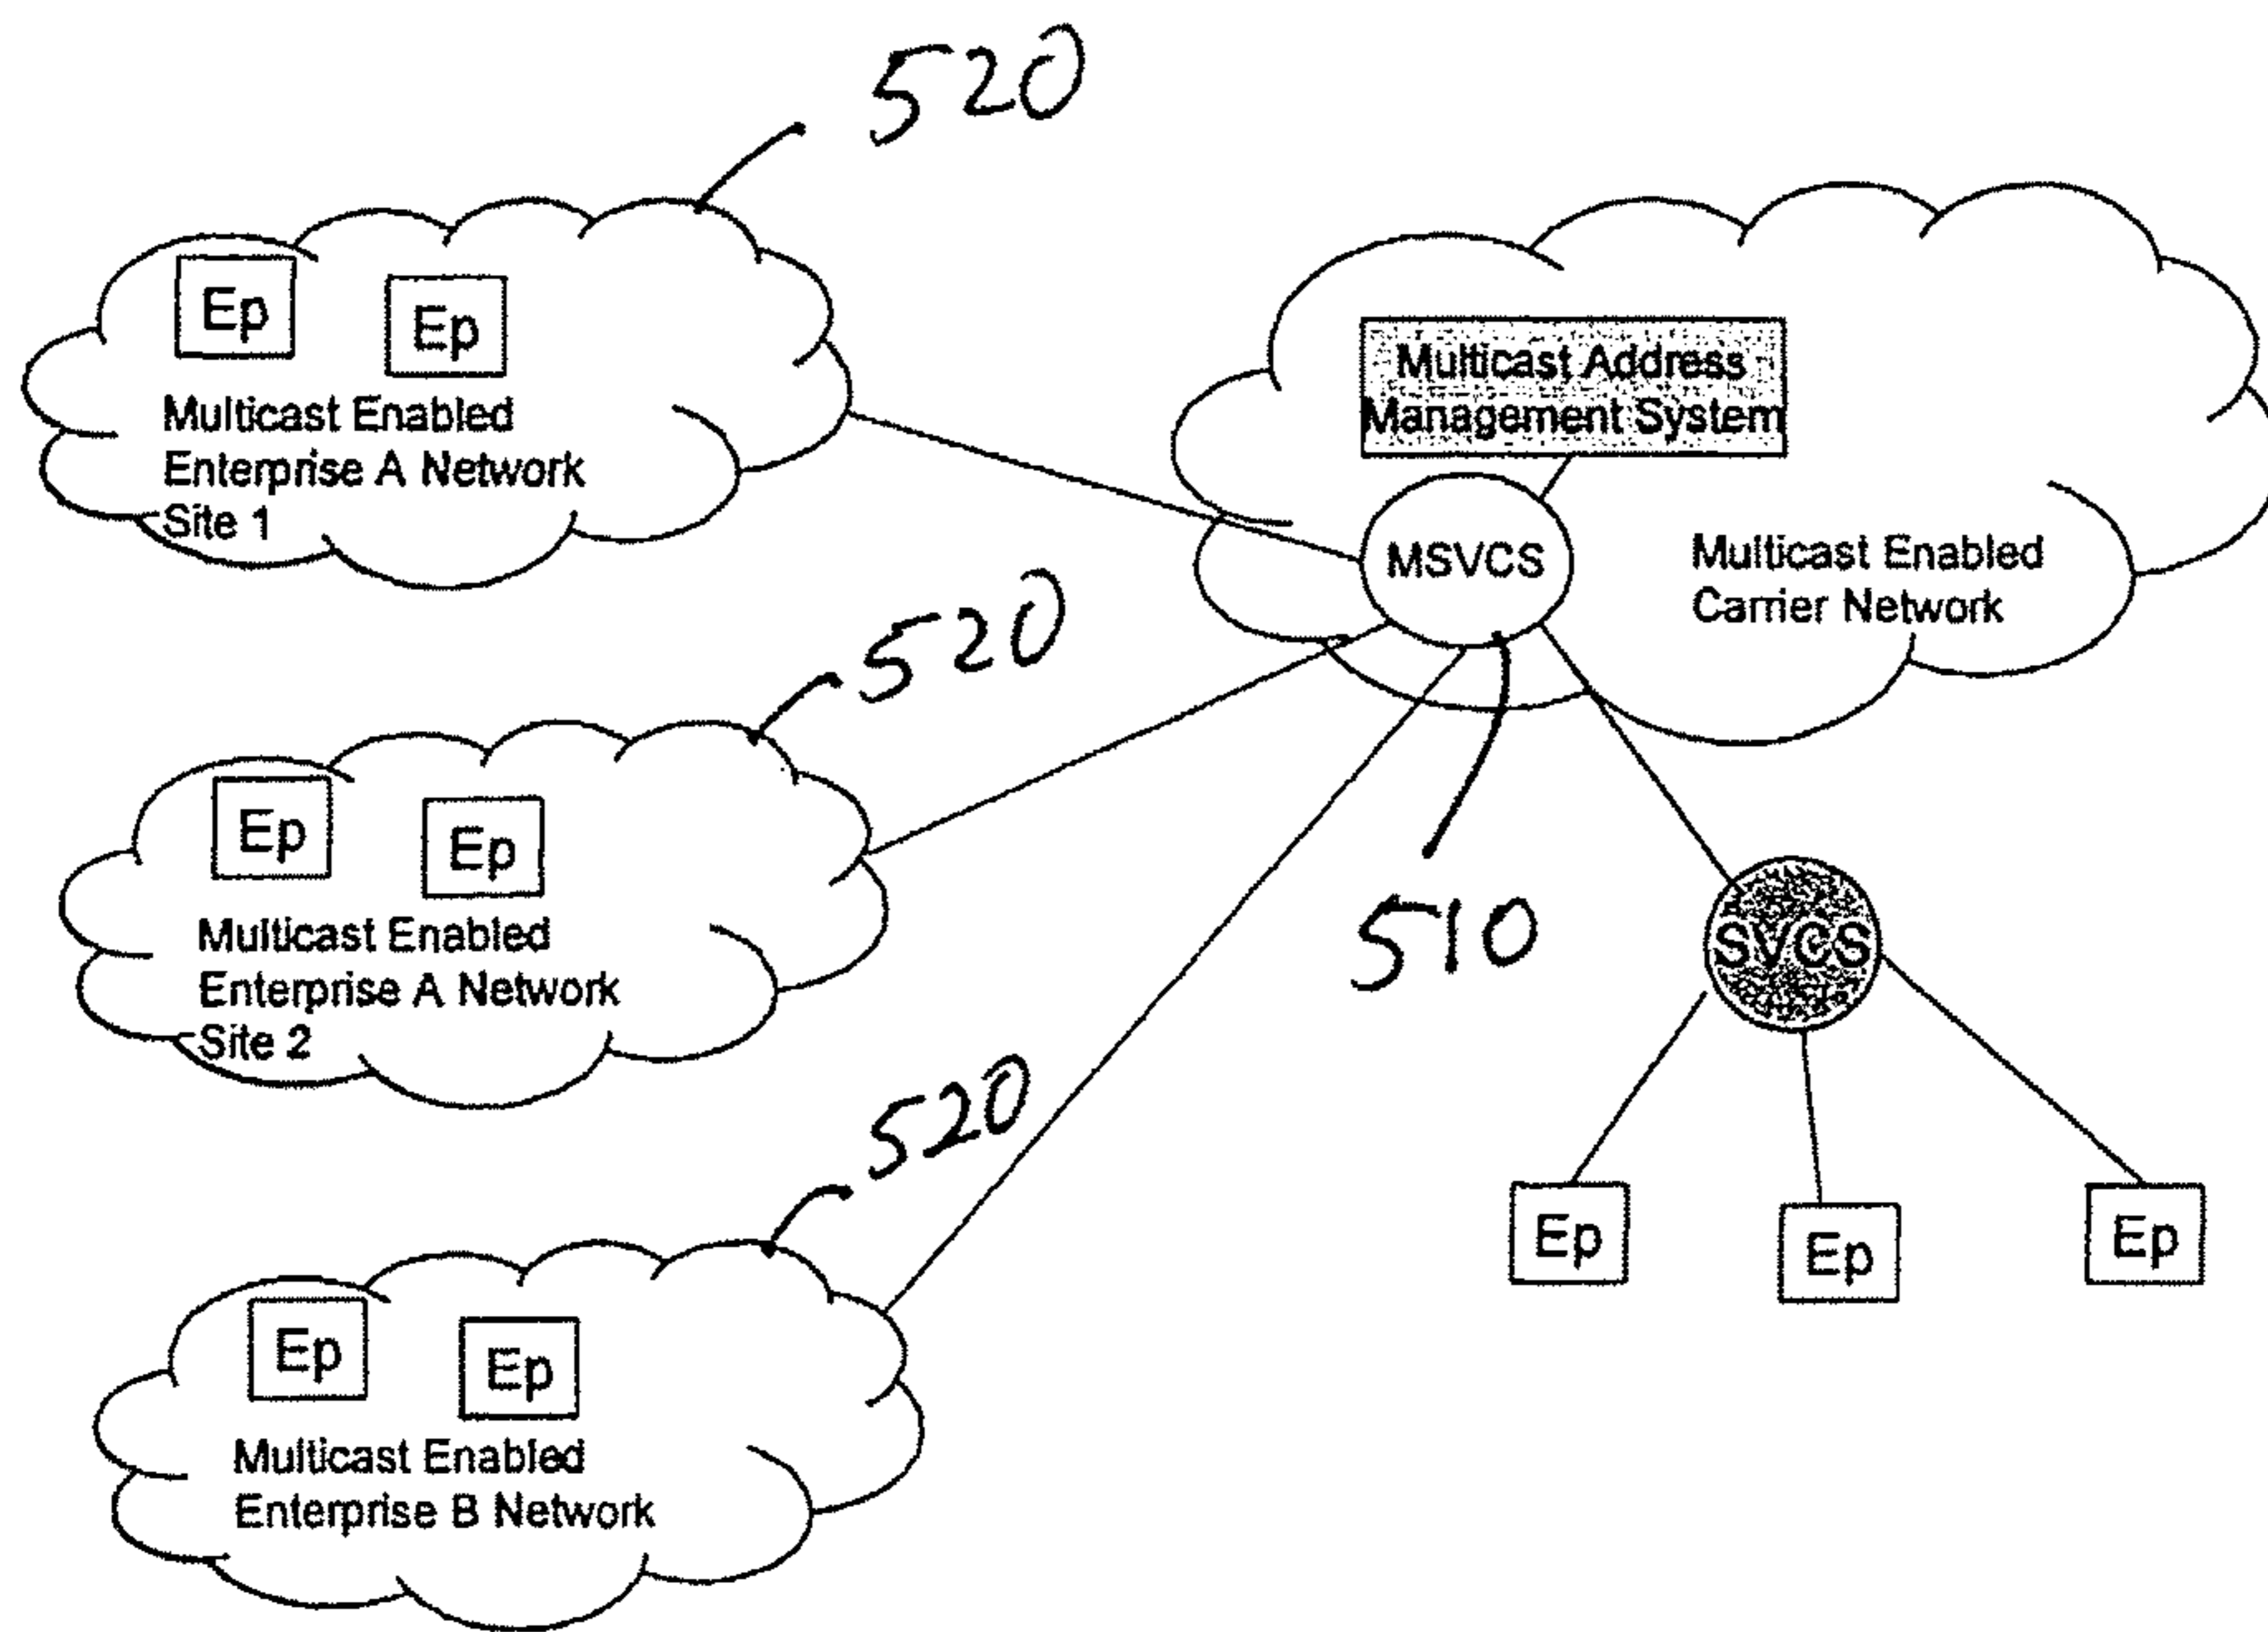 520
Ep
Ep
Multicast Enabled
Enterprise A Network
Site 1
Multicast Address
Management System
MSVCS
Multicast Enabled
Carrier Network
520
Ep
Ep
Multicast Enabled
Enterprise A Network
Site 2
510
SVCS
520
Ep
Ep
Ep
Ep
Ep
Multicast Enabled
Enterprise B Network